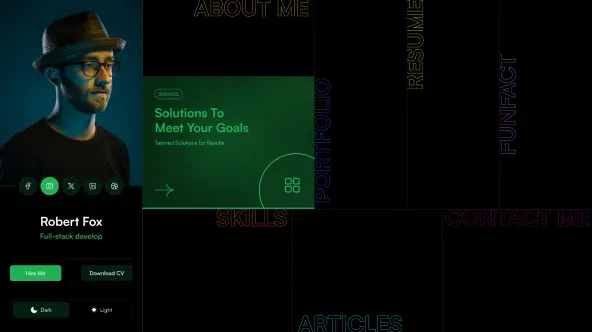 ABOUT ME
RESUME
FUNFACT
SERVICES
Solutions To
Meet Your Goals
Tailored Solutions for Results
PORTFOLIO
Robert Fox
Full-stack develop
Hire Me
Download CV
Dark
Light
SKILLS
CONTACT ME
ARTICLES